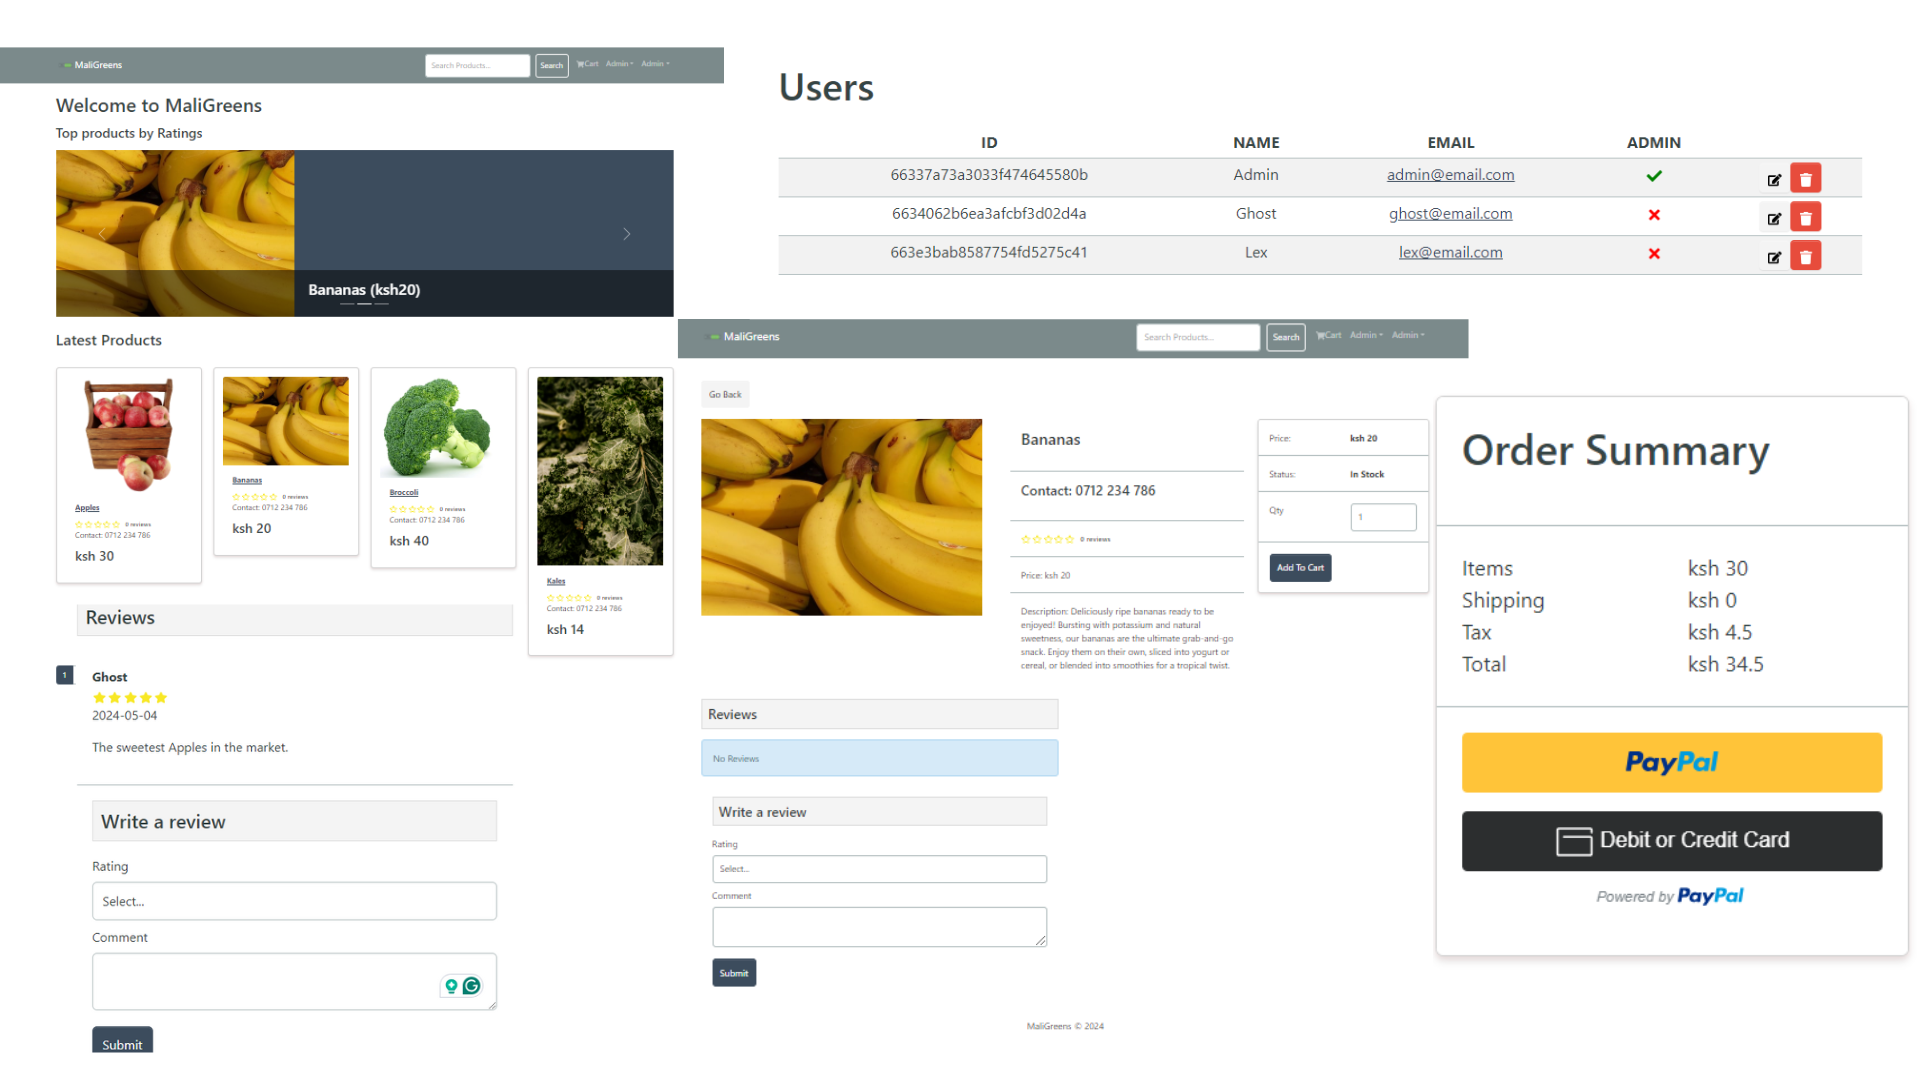 MaliGreens
Search Products...
Search
Cart
Admin
Admin
Welcome to MaliGreens
Top products by Ratings
Bananas (ksh20)
Latest Products
Apples
0 reviews
Contact: 0712 234 786
ksh 30
Bananas
0 reviews
Contact: 0712 234 786
ksh 20
Broccoli
0 reviews
Contact: 0712 234 786
ksh 40
Kales
0 reviews
Contact: 0712 234 786
ksh 14
Reviews
1
Ghost
2024-05-04
The sweetest Apples in the market.
Write a review
Rating
Select...
Comment
Submit
Users
ID NAME EMAIL ADMIN
66337a73a3033f474645580b Admin admin@email.com
6634062b6ea3afcbf3d02d4a Ghost ghost@email.com
663e3bab8587754fd5275c41 Lex lex@email.com
MaliGreens
Search Products...
Search
Cart
Admin
Admin
Go Back
Bananas
Contact: 0712 234 786
0 reviews
Price: ksh 20
Description: Deliciously ripe bananas ready to be
enjoyed! Bursting with potassium and natural
sweetness, our bananas are the ultimate grab-and-go
snack. Enjoy them on their own, sliced into yogurt or
cereal, or blended into smoothies for a tropical twist.
Price: ksh 20
Status: In Stock
Qty 1
Add To Cart
Reviews
No Reviews
Write a review
Rating
Select...
Comment
Submit
MaliGreens © 2024
Order Summary
Items ksh 30
Shipping ksh 0
Tax ksh 4.5
Total ksh 34.5
PayPal
Debit or Credit Card
Powered by PayPal